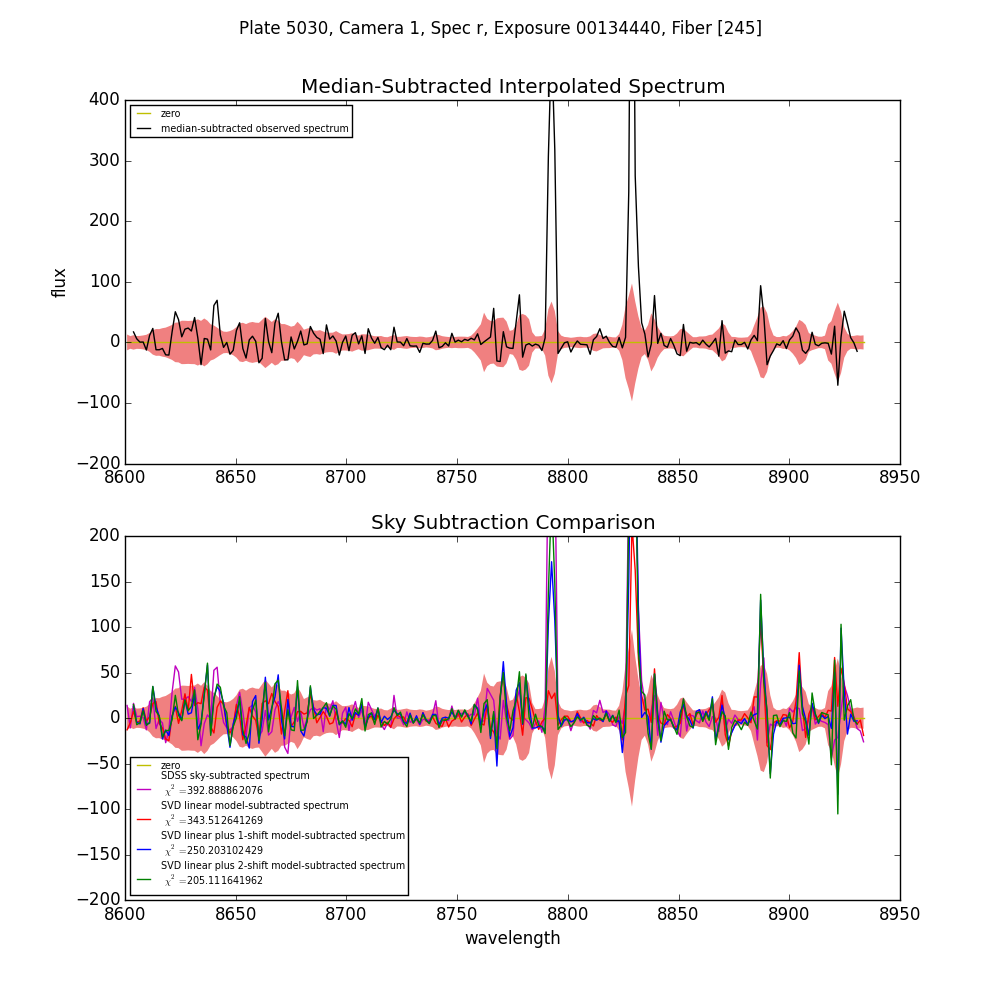 Plate 5030, Camera 1, Spec r, Exposure 00134440, Fiber [245]
Median-Subtracted Interpolated Spectrum
zero
median-subtracted observed spectrum
400
300
200
100
0
−100
−200
flux
8600 8650 8700 8750 8800 8850 8900 8950
Sky Subtraction Comparison
200
150
100
50
0
−50
−100
−150
−200
zero
SDSS sky-subtracted spectrum
χ² =392.888862076
SVD linear model-subtracted spectrum
χ² =343.512641269
SVD linear plus 1-shift model-subtracted spectrum
χ² =250.203102429
SVD linear plus 2-shift model-subtracted spectrum
χ² =205.111641962
8600 8650 8700 8750 8800 8850 8900 8950
wavelength